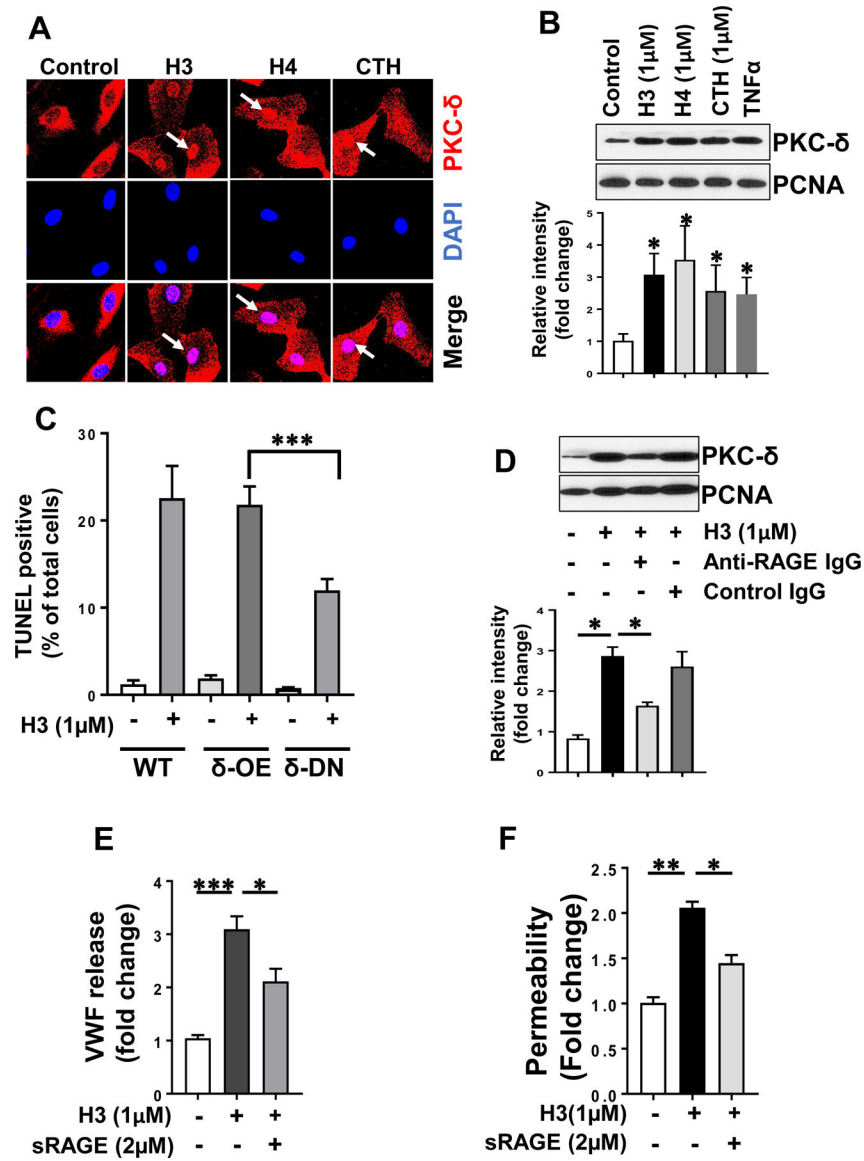 A
Control H3 H4 CTH
PKC-δ
DAPI
Merge
B
Control
H3 (1μM)
H4 (1μM)
CTH (1μM)
TNFα
PKC-δ
PCNA
Relative intensity
(fold change)
5
4
3
2
1
0
* * * *
C
TUNEL positive
(% of total cells)
30
20
10
0
***
H3 (1μM) - + - + - +
WT δ-OE δ-DN
D
PKC-δ
PCNA
- + + + H3 (1μM)
- - + - Anti-RAGE IgG
- - - + Control IgG
Relative intensity
(fold change)
4
3
2
1
0
* *
E
VWF release
(fold change)
4
3
2
1
0
*** *
H3 (1μM) - + +
sRAGE (2μM) - - +
F
Permeability
(Fold change)
2.5
2.0
1.5
1.0
0.5
0.0
** *
H3(1μM) - + +
sRAGE (2μM) - - +